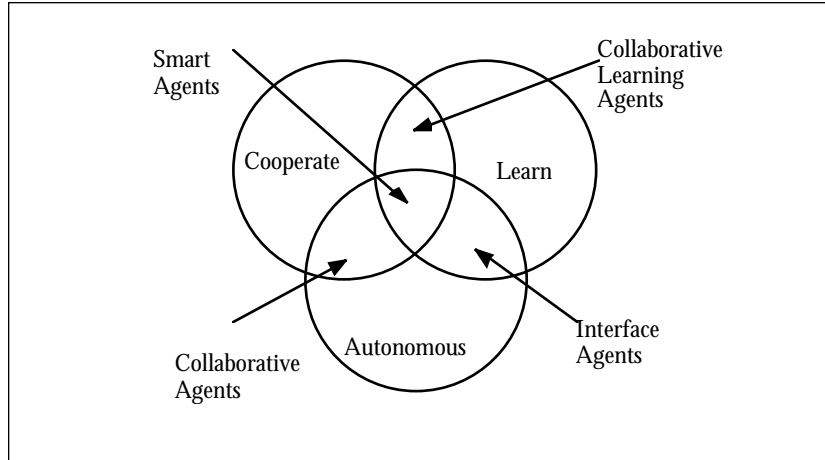 Smart
Agents
Collaborative
Learning
Agents
Cooperate
Learn
Autonomous
Interface
Agents
Collaborative
Agents